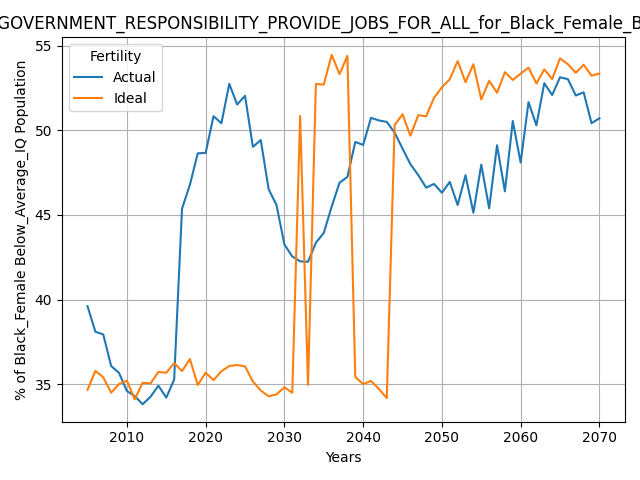 GOVERNMENT_RESPONSIBILITY_PROVIDE_JOBS_FOR_ALL_for_Black_Female_B
Fertility
Actual
Ideal
% of Black_Female Below_Average_IQ Population
55
50
45
40
35
2010 2020 2030 2040 2050 2060 2070
Years